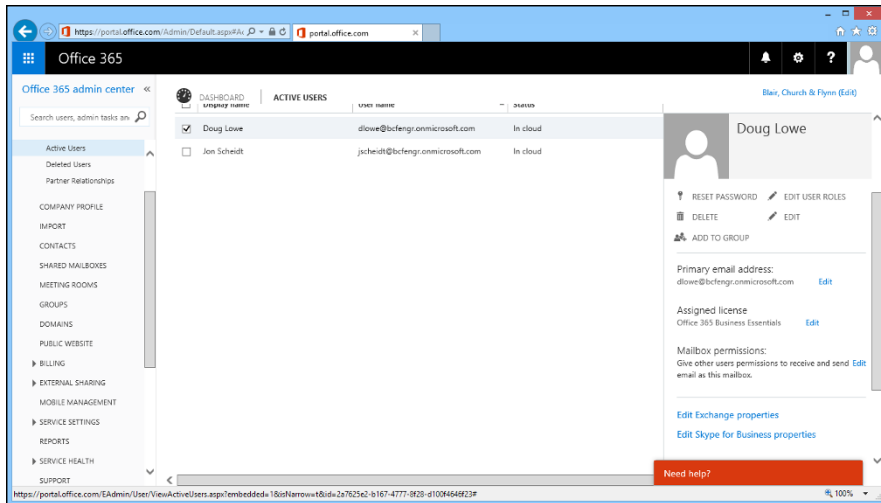 https://portal.office.com/Admin/Default.aspx#Ac
portal.office.com
Office 365
?
Office 365 admin center «
Search users, admin tasks an
Active Users
Deleted Users
Partner Relationships
COMPANY PROFILE
IMPORT
CONTACTS
SHARED MAILBOXES
MEETING ROOMS
GROUPS
DOMAINS
PUBLIC WEBSITE
BILLING
EXTERNAL SHARING
MOBILE MANAGEMENT
SERVICE SETTINGS
REPORTS
SERVICE HEALTH
SUPPORT
DASHBOARD ACTIVE USERS
Display name User name Status
Doug Lowe dlowe@bcfengr.onmicrosoft.com In cloud
Jon Scheidt jscheidt@bcfengr.onmicrosoft.com In cloud
Blair, Church & Flynn (Edit)
Doug Lowe
RESET PASSWORD EDIT USER ROLES
DELETE EDIT
ADD TO GROUP
Primary email address:
dlowe@bcfengr.onmicrosoft.com Edit
Assigned license
Office 365 Business Essentials Edit
Mailbox permissions:
Give other users permissions to receive and send Edit
email as this mailbox.
Edit Exchange properties
Edit Skype for Business properties
Need help?
https://portal.office.com/EAdmin/User/ViewActiveUsers.aspx?embedded=1&isNarrow=t&id=2a7625e2-b167-4777-8f28-d100f4646f23#
100%